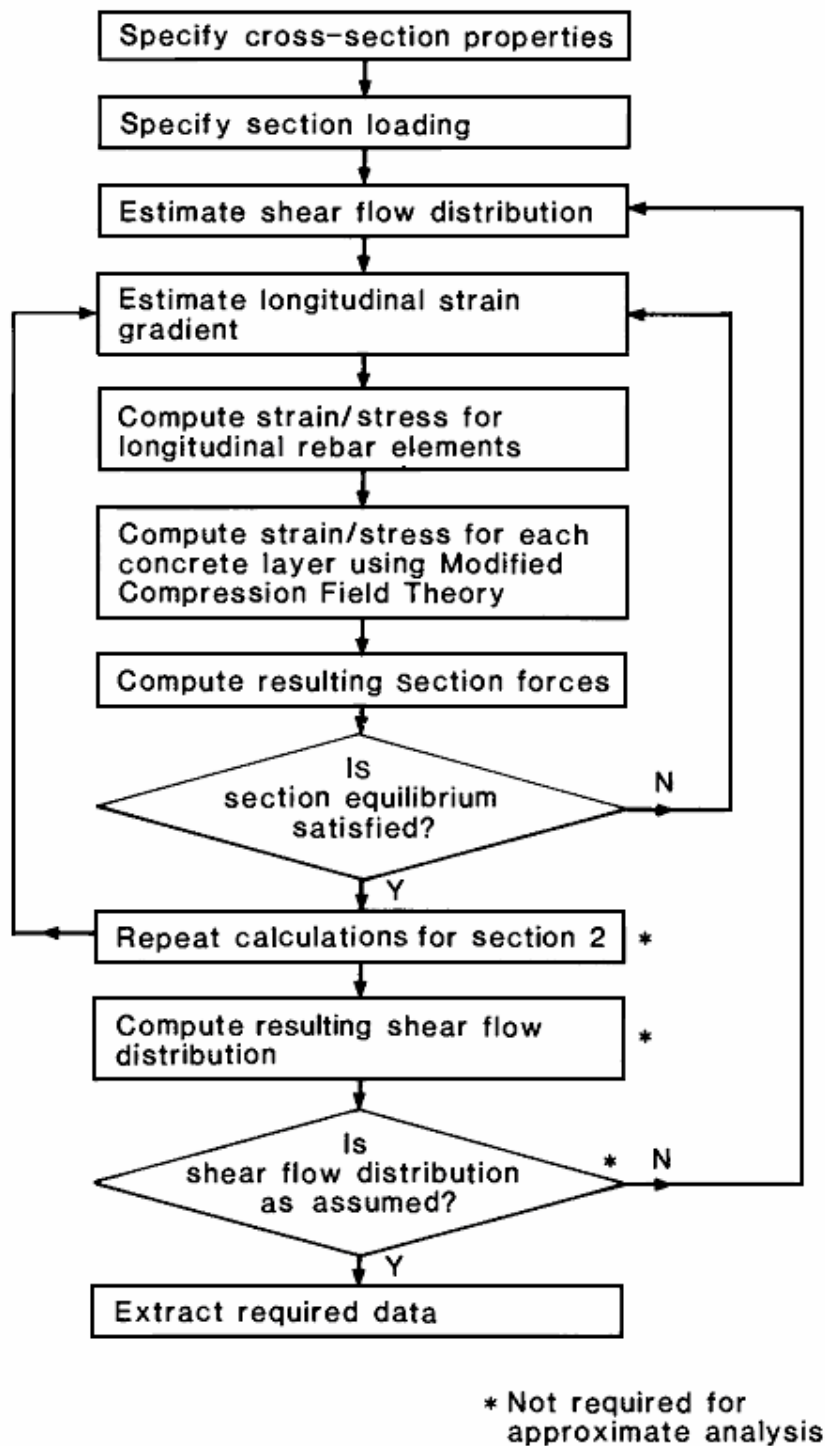 Specify cross-section properties
Specify section loading
Estimate shear flow distribution
Estimate longitudinal strain
gradient
Compute strain/stress for
longitudinal rebar elements
Compute strain/stress for each
concrete layer using Modified
Compression Field Theory
Compute resulting section forces
Is
section equilibrium
satisfied?
N
Y
Repeat calculations for section 2 *
Compute resulting shear flow
distribution
*
Is
shear flow distribution
as assumed?
* N
Y
Extract required data
* Not required for
approximate analysis